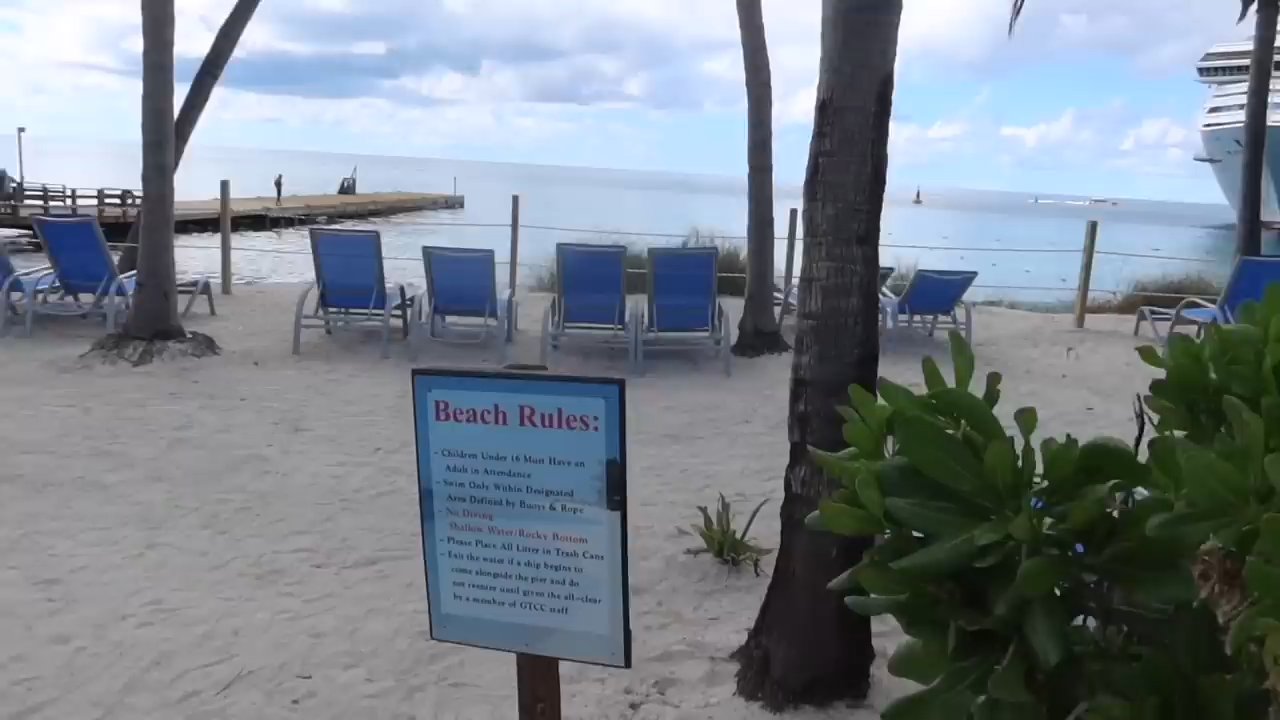 Beach Rules:
- Children Under 16 Must Have an
Adult in Attendance
- Swim Only Within Designated
Area Defined by Buoys & Rope
- No Diving
Shallow Water/Rocky Bottom
- Please Place All Litter in Trash Cans
- Exit the water if a ship begins to
come alongside the pier and do
not reenter until given the all-clear
by a member of GTCC staff